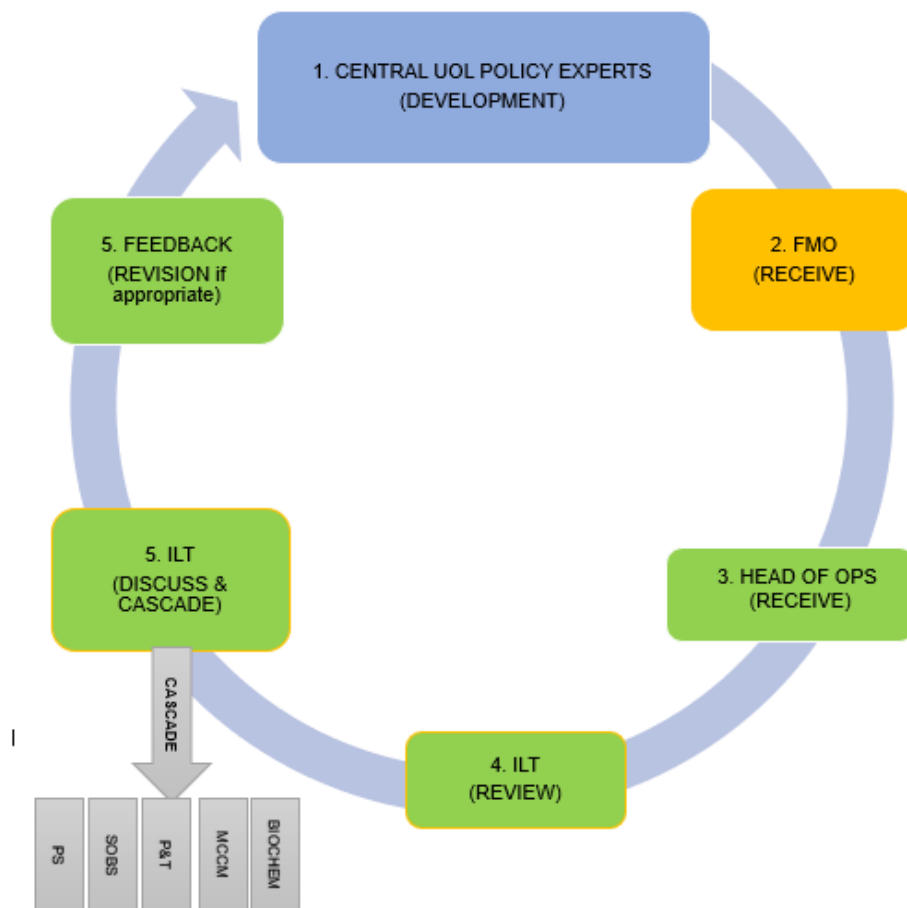 1. CENTRAL UOL POLICY EXPERTS
(DEVELOPMENT)
2. FMO
(RECEIVE)
3. HEAD OF OPS
(RECEIVE)
4. ILT
(REVIEW)
5. ILT
(DISCUSS &
CASCADE)
CASCADE
PS
SOBS
P&T
MCCM
BIOCHEM
5. FEEDBACK
(REVISION if
appropriate)